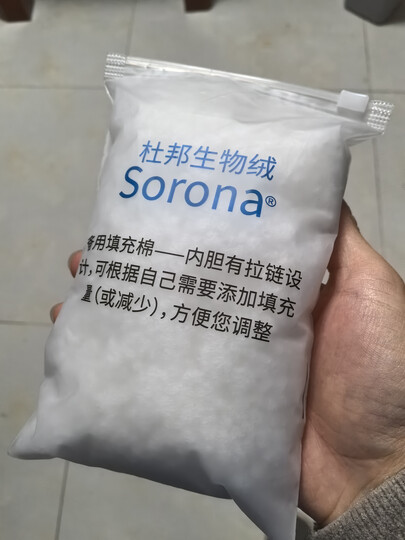 杜邦生物绒
Sorona®
备用填充棉——内胆有拉链设
计,可根据自己需要添加填充
量(或减少),方便您调整